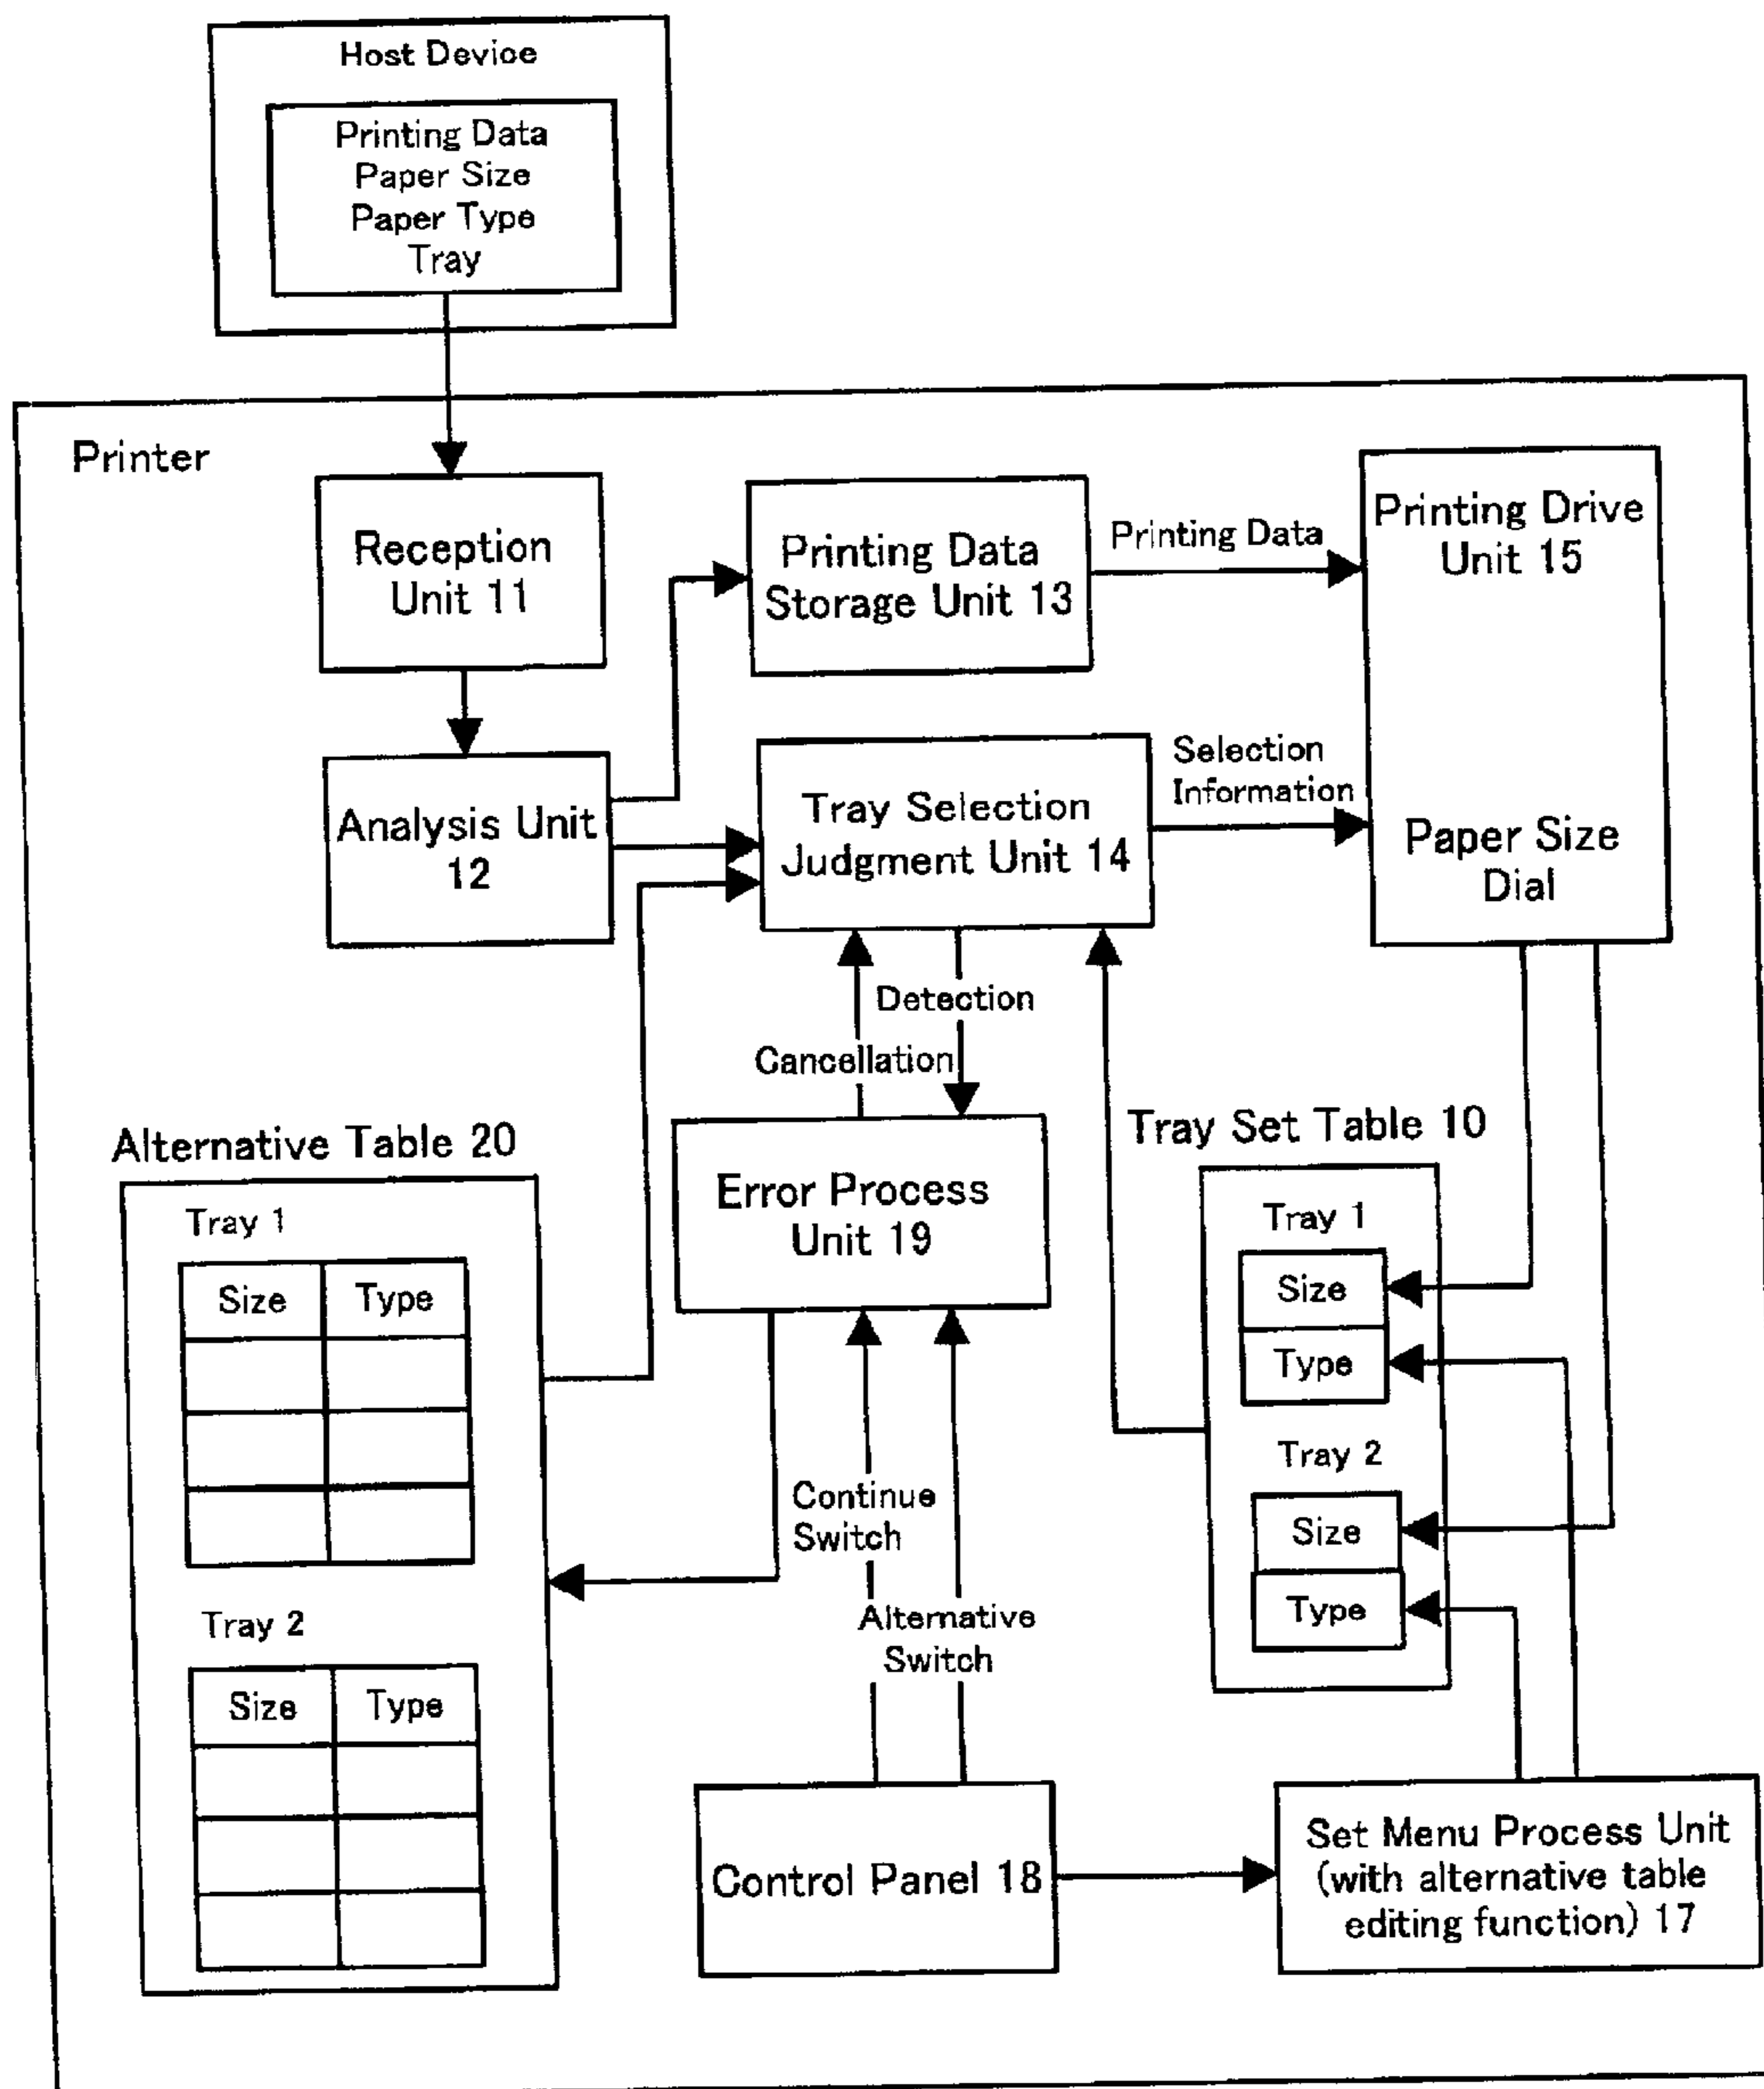 Host Device
Printing Data
Paper Size
Paper Type
Tray
Printer
Reception
Unit 11
Printing Data
Storage Unit 13
Printing Data
Printing Drive
Unit 15
Analysis Unit
12
Tray Selection
Judgment Unit 14
Selection
Information
Paper Size
Dial
Detection
Cancellation
Alternative Table 20
Tray 1
Size Type
Tray 2
Size Type
Error Process
Unit 19
Tray Set Table 10
Tray 1
Size
Type
Tray 2
Size
Type
Continue
Switch
Alternative
Switch
Control Panel 18
Set Menu Process Unit
(with alternative table
editing function) 17